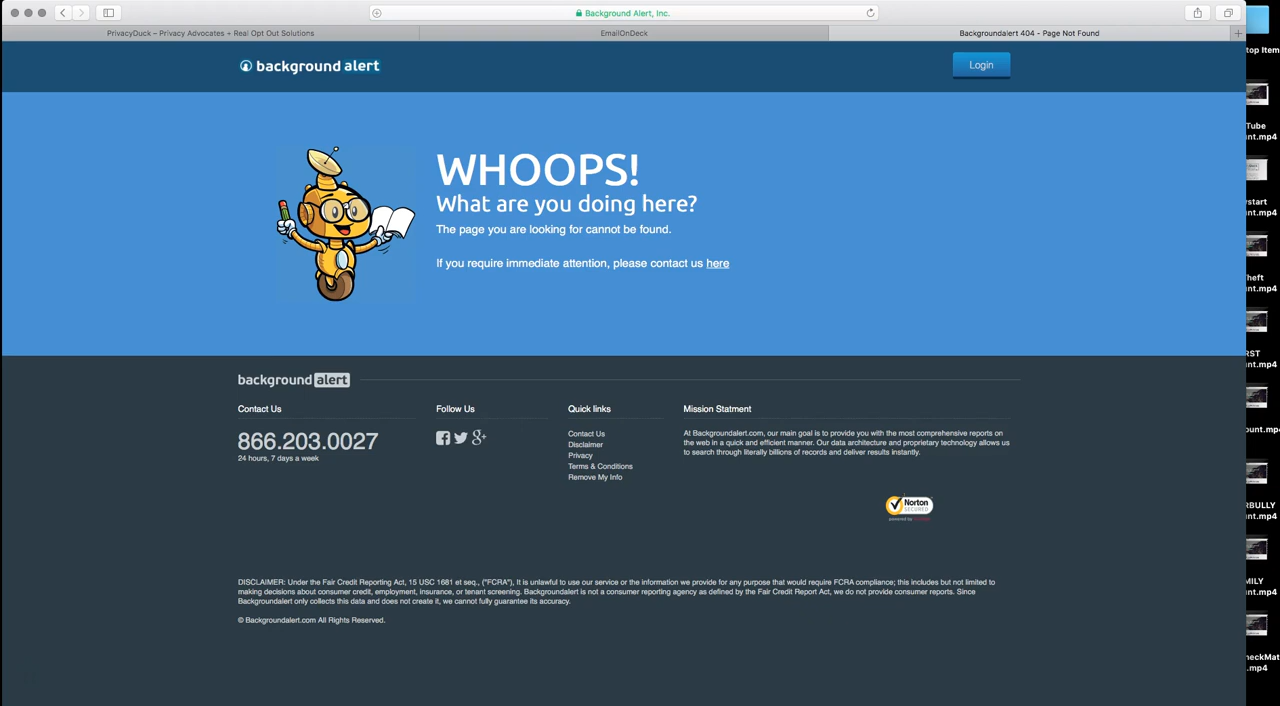 Background Alert, Inc.
PrivacyDuck – Privacy Advocates – Real Opt Out Solutions
EmailOnDeck
Backgroundalert 404 - Page Not Found
background alert
Login
WHOOPS!
What are you doing here?
The page you are looking for cannot be found.
If you require immediate attention, please contact us here
background alert
Contact Us
866.203.0027
24 hours, 7 days a week
Follow Us
Quick links
Contact Us
Disclaimer
Privacy
Terms & Conditions
Remove My Info
Mission Statment
At Backgroundalert.com, our main goal is to provide you with the most comprehensive reports on
the web in a quick and efficient manner. Our data architecture and proprietary technology allows us
to search through literally billions of records and deliver results instantly.
Norton
SECURED
powered by
DISCLAIMER: Under the Fair Credit Reporting Act, 15 USC 1681 et seq., ("FCRA"), It is unlawful to use our service or the information we provide for any purpose that would require FCRA compliance; this includes but not limited to
making decisions about consumer credit, employment, insurance, or tenant screening. Backgroundalert is not a consumer reporting agency as defined by the Fair Credit Report Act, we do not provide consumer reports. Since
Backgroundalert only collects this data and does not create it, we cannot fully guarantee its accuracy.
© Backgroundalert.com All Rights Reserved.
top Item
Tube
unt.mp4
ystart
unt.mp4
Theft
unt.mp4
RST
unt.mp4
ount.mp4
RBULLY
unt.mp4
MILY
unt.mp4
heckMat
.mp4